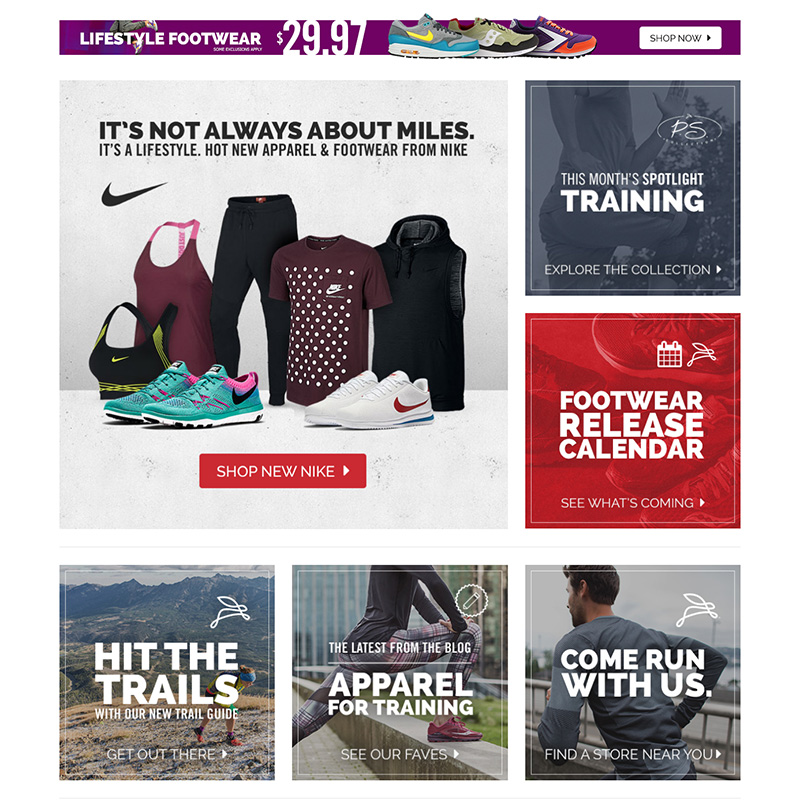 LIFESTYLE FOOTWEAR
SOME EXCLUSIONS APPLY
$29.97
SHOP NOW
IT'S NOT ALWAYS ABOUT MILES.
IT'S A LIFESTYLE. HOT NEW APPAREL & FOOTWEAR FROM NIKE
NIKE
SHOP NEW NIKE
PS
THIS MONTH'S SPOTLIGHT
TRAINING
EXPLORE THE COLLECTION
FOOTWEAR
RELEASE
CALENDAR
SEE WHAT'S COMING
HIT THE
TRAILS
WITH OUR NEW TRAIL GUIDE
GET OUT THERE
THE LATEST FROM THE BLOG
APPAREL
FOR TRAINING
SEE OUR FAVES
COME RUN
WITH US.
FIND A STORE NEAR YOU